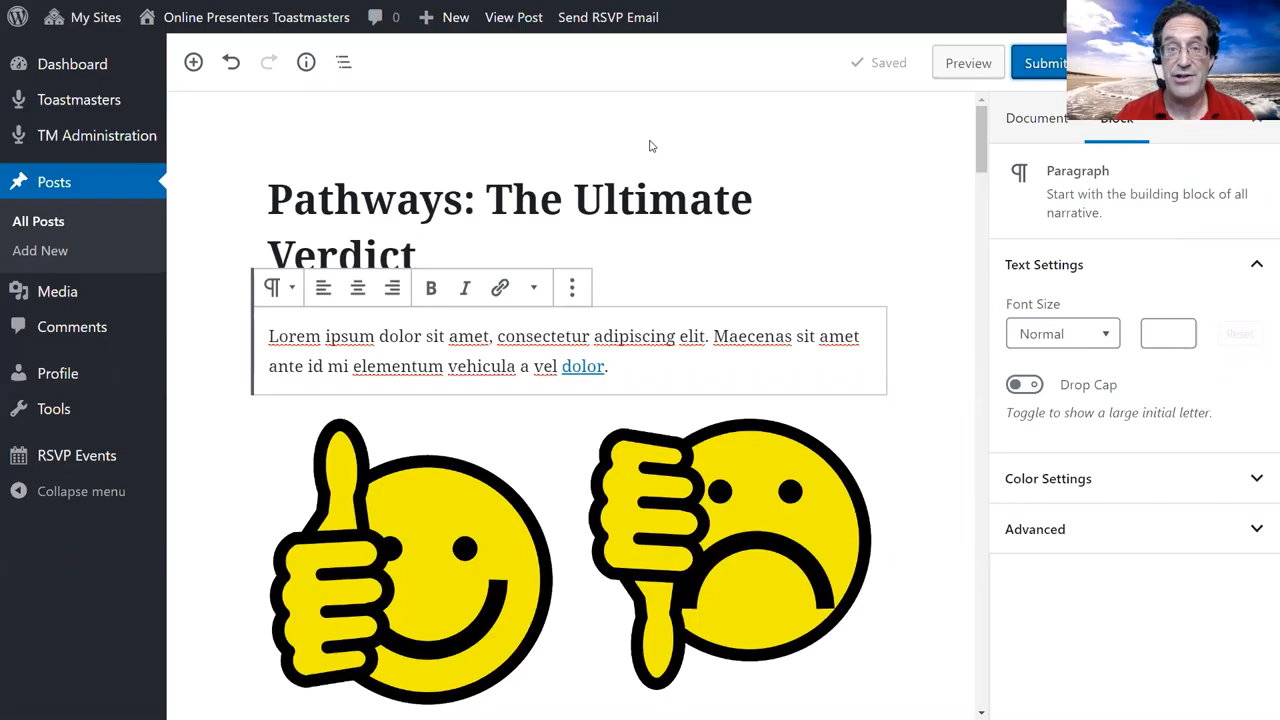 My Sites
Online Presenters Toastmasters
0
New
View Post
Send RSVP Email
Dashboard
Toastmasters
TM Administration
Posts
All Posts
Add New
Media
Comments
Profile
Tools
RSVP Events
Collapse menu
Saved
Preview
Submit
Pathways: The Ultimate
Verdict
B
I
Lorem ipsum dolor sit amet, consectetur adipiscing elit. Maecenas sit amet
ante id mi elementum vehicula a vel dolor.
Document
Block
Paragraph
Start with the building block of all
narrative.
Text Settings
Font Size
Normal
Reset
Drop Cap
Toggle to show a large initial letter.
Color Settings
Advanced